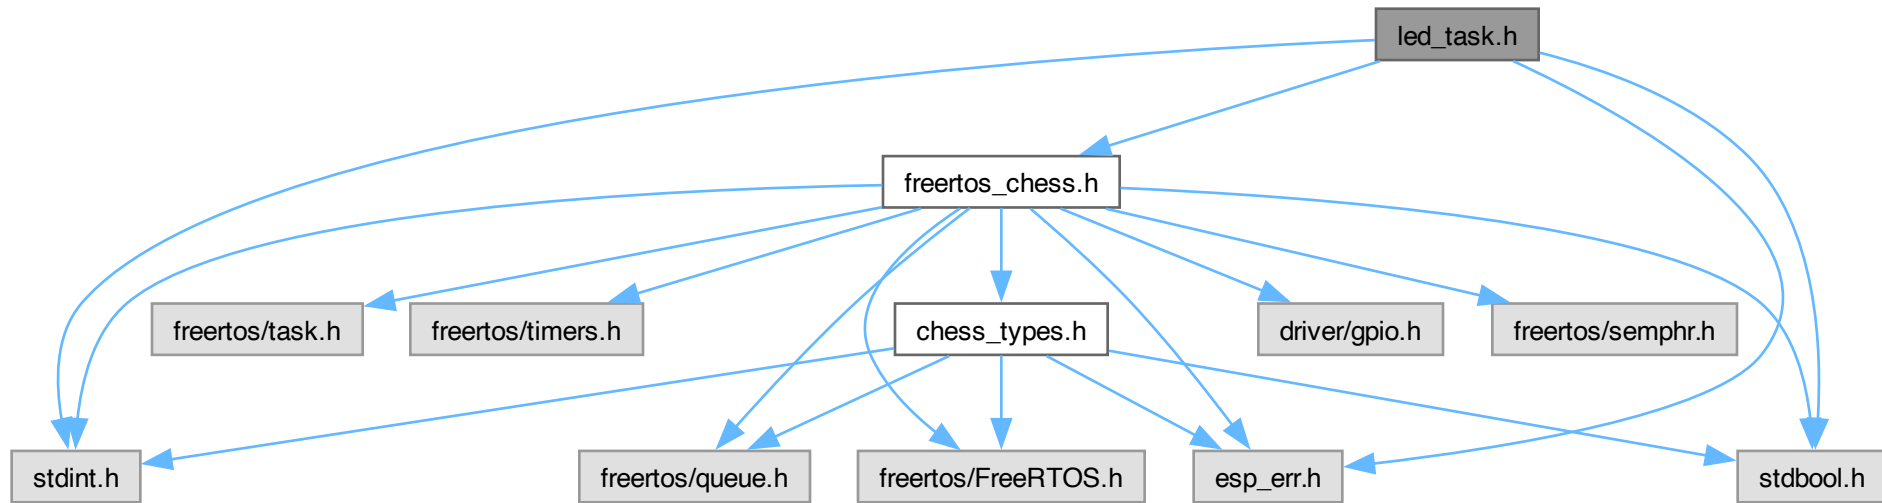 led_task.h
freertos_chess.h
freertos/task.h
freertos/timers.h
chess_types.h
driver/gpio.h
freertos/semphr.h
stdint.h
freertos/queue.h
freertos/FreeRTOS.h
esp_err.h
stdbool.h